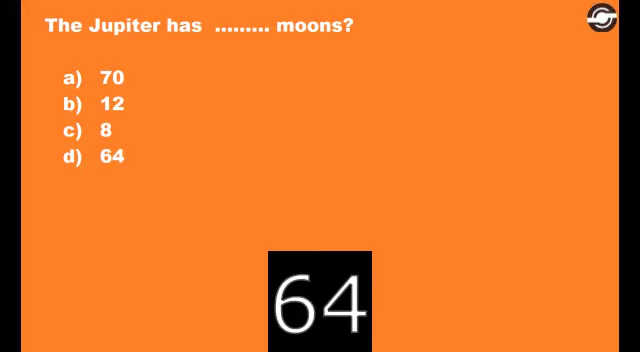 The Jupiter has ......... moons?
a) 70
b) 12
c) 8
d) 64
64